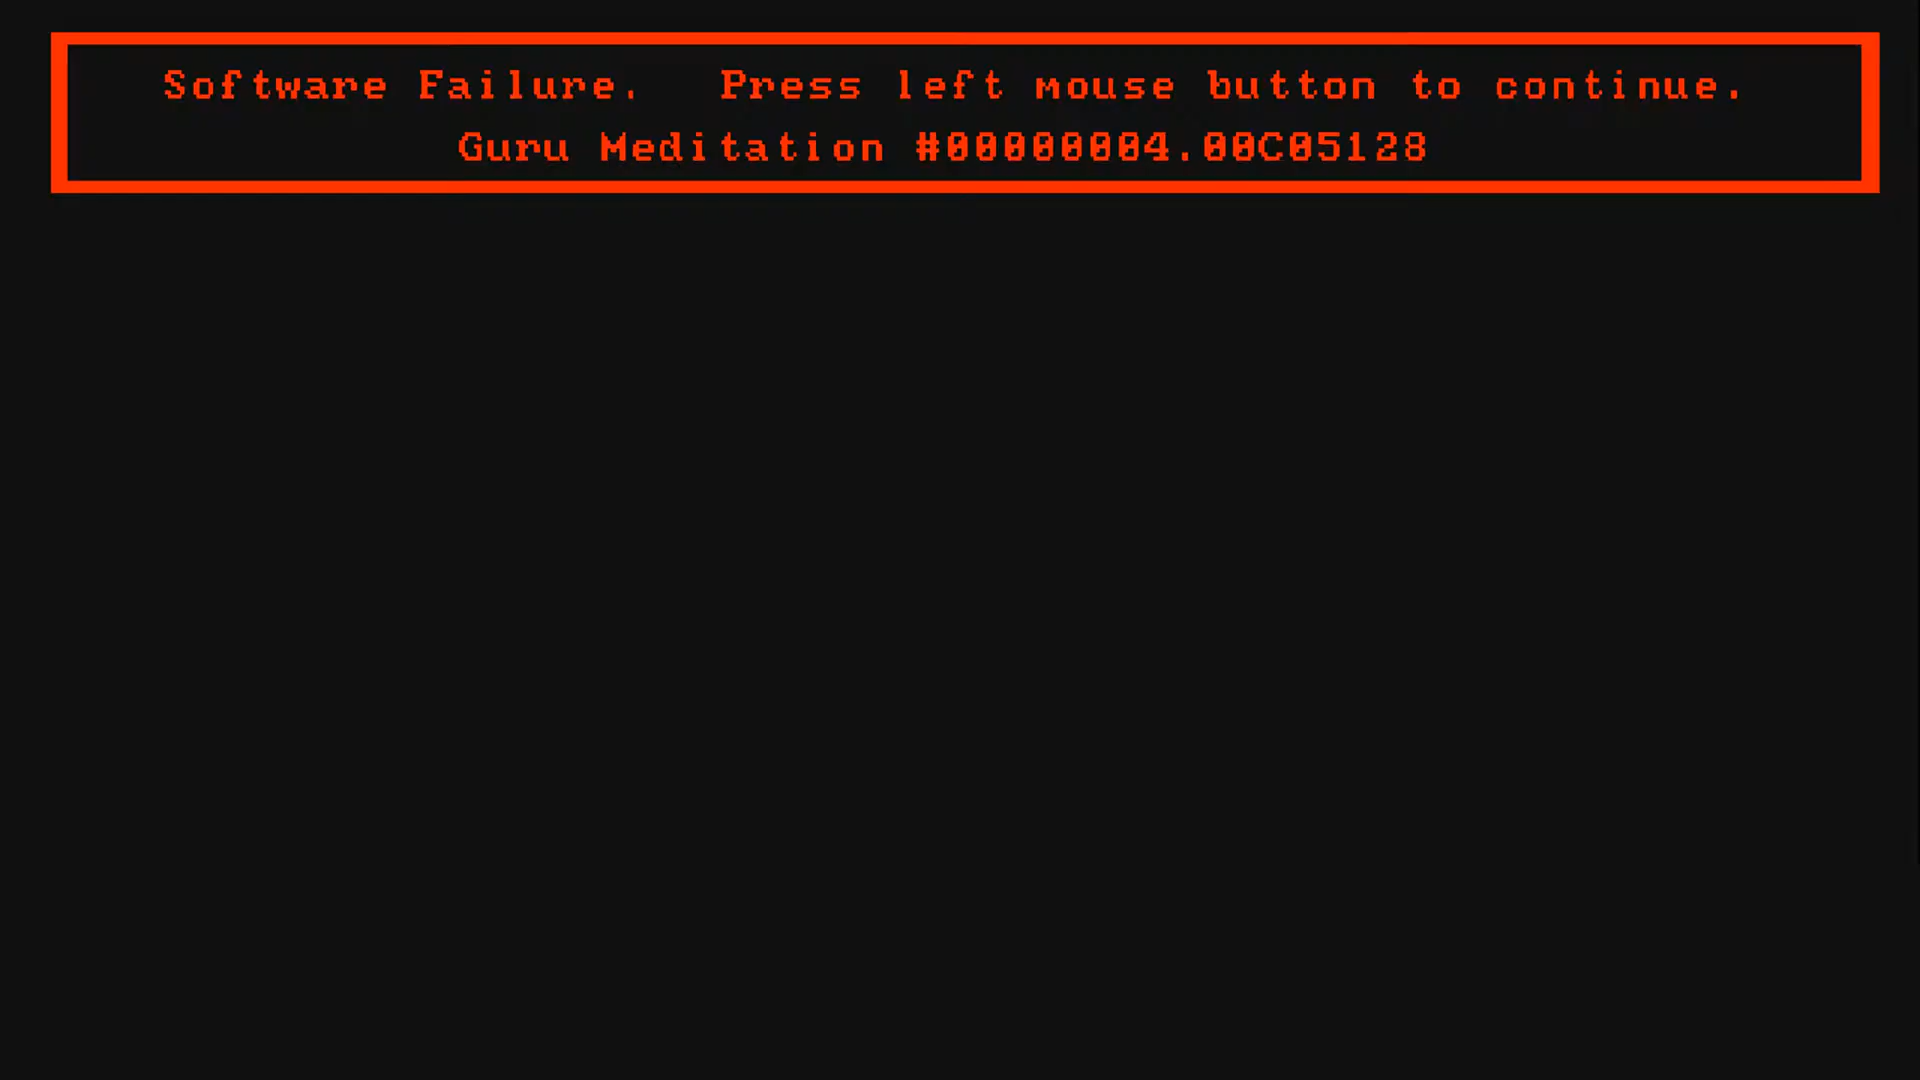 Software Failure.  Press left mouse button to continue.
Guru Meditation #00000004.00C05128